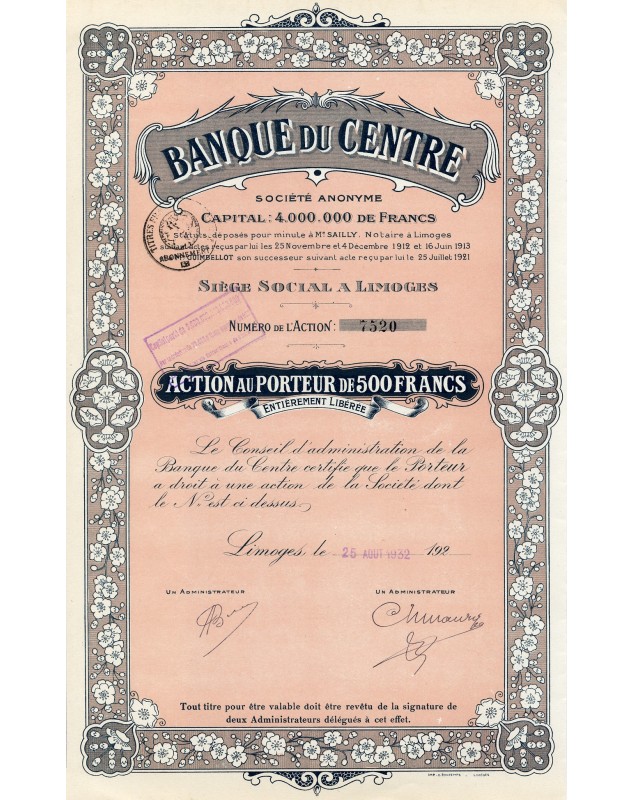 BANQUE DU CENTRE
SOCIÉTÉ ANONYME
CAPITAL: 4.000.000 DE FRANCS
TITRES
ABONNEMENT
Statuts déposés pour minute à Mᵉ SAILLY, Notaire à Limoges
suivant actes reçus par lui les 25 Novembre et 4 Décembre 1912 et 16 Juin 1913
GUIMBELLOT son successeur suivant acte reçu par lui le 25 Juillet 1921
SIÈGE SOCIAL A LIMOGES
NUMÉRO DE L'ACTION: 7520
ACTION AU PORTEUR DE 500 FRANCS
ENTIÈREMENT LIBÉRÉE
Le Conseil d'administration de la
Banque du Centre certifie que le Porteur
a droit à une action de la Société dont
le Nº est ci dessus.
Limoges, le 25 AOUT 1932 192
UN ADMINISTRATEUR UN ADMINISTRATEUR
Tout titre pour être valable doit être revêtu de la signature de
deux Administrateurs délégués à cet effet.